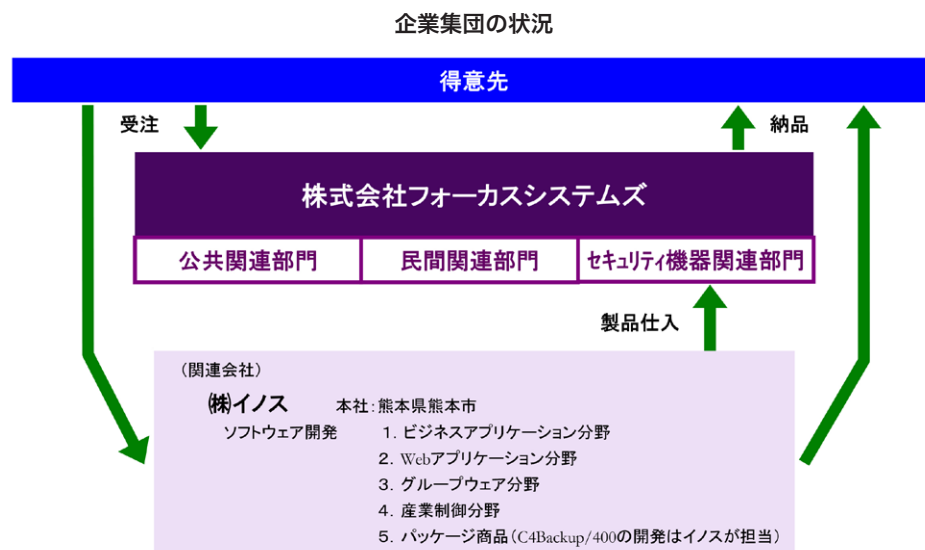 企業集団の状況
得意先
受注
納品
株式会社フォーカスシステムズ
公共関連部門
民間関連部門
セキュリティ機器関連部門
製品仕入
（関連会社）
㈱イノス 本社：熊本県熊本市
ソフトウェア開発 １．ビジネスアプリケーション分野
２．Webアプリケーション分野
３．グループウェア分野
４．産業制御分野
５．パッケージ商品（C4Backup/400の開発はイノスが担当）